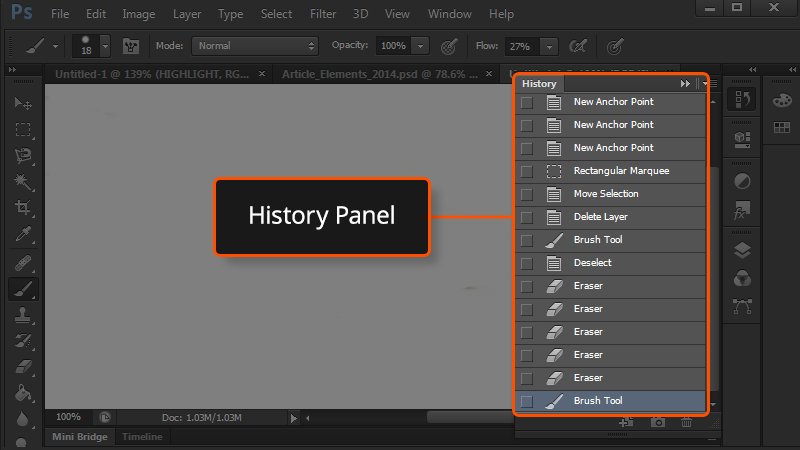 Ps File Edit Image Layer Type Select Filter 3D View Window Help
18 Mode: Normal Opacity: 100% Flow: 27%
Untitled-1 @ 139% (HIGHLIGHT, RG... × Article_Elements_2014.psd @ 78.6% ... ×
History
New Anchor Point
New Anchor Point
New Anchor Point
Rectangular Marquee
Move Selection
History Panel
Delete Layer
Brush Tool
Deselect
Eraser
Eraser
Eraser
Eraser
Eraser
Brush Tool
100% Doc: 1.03M/1.03M
Mini Bridge Timeline